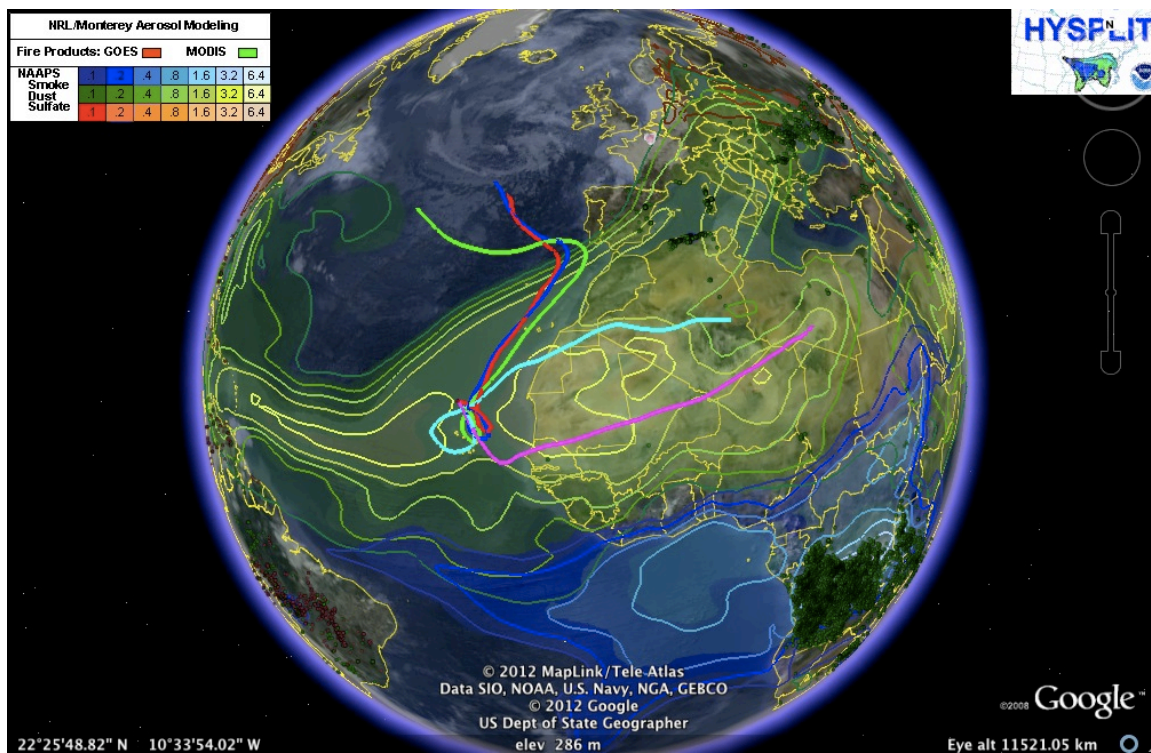 NRL/Monterey Aerosol Modeling
Fire Products: GOES MODIS
NAAPS
Smoke .1 .2 .4 .8 1.6 3.2 6.4
Dust .1 .2 .4 .8 1.6 3.2 6.4
Sulfate .1 .2 .4 .8 1.6 3.2 6.4
HYSPLIT
N
NOAA
© 2012 MapLink/Tele Atlas
Data SIO, NOAA, U.S. Navy, NGA, GEBCO
© 2012 Google
US Dept of State Geographer
©2008 Google™
22°25'48.82" N 10°33'54.02" W elev 286 m Eye alt 11521.05 km